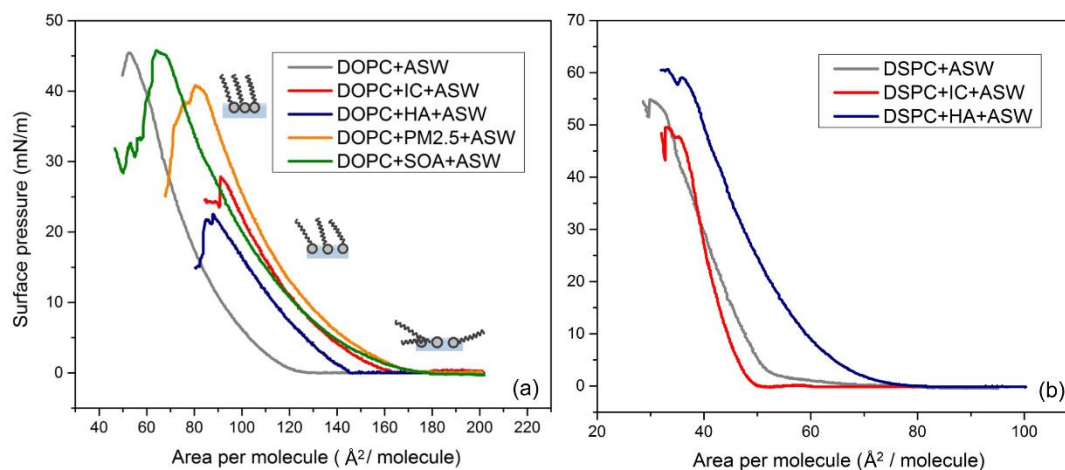 50
40
30
20
10
0
Surface pressure (mN/m)
DOPC+ASW
DOPC+IC+ASW
DOPC+HA+ASW
DOPC+PM2.5+ASW
DOPC+SOA+ASW
(a)
40 60 80 100 120 140 160 180 200 220
Area per molecule ( Å²/ molecule)
70
60
50
40
30
20
10
0
DSPC+ASW
DSPC+IC+ASW
DSPC+HA+ASW
(b)
20 40 60 80 100
Area per molecule ( Å²/ molecule)